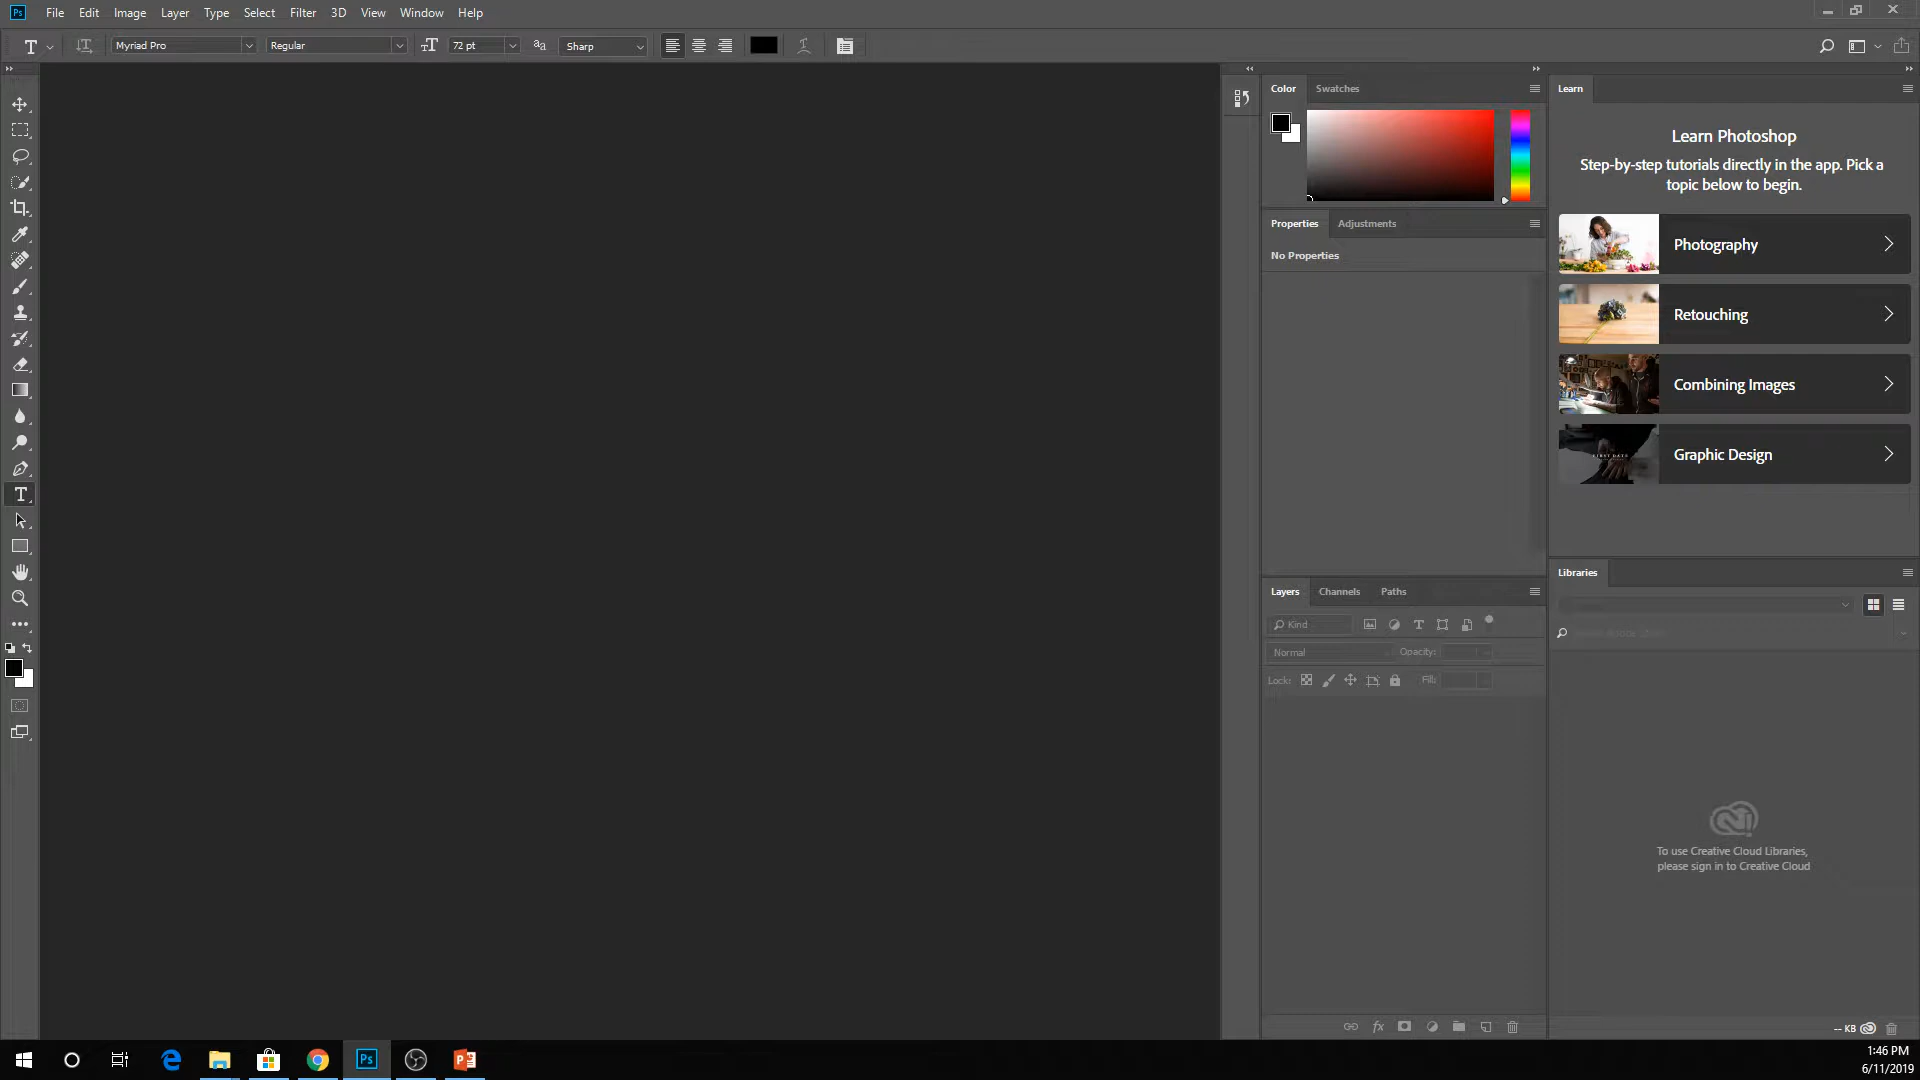 Ps File Edit Image Layer Type Select Filter 3D View Window Help
T Myriad Pro Regular 72 pt Sharp
Color Swatches
Properties Adjustments
No Properties
Layers Channels Paths
Kind
Normal Opacity:
Lock: Fill:
Learn
Learn Photoshop
Step-by-step tutorials directly in the app. Pick a
topic below to begin.
Photography
Retouching
Combining Images
Graphic Design
Libraries
To use Creative Cloud Libraries,
please sign in to Creative Cloud
-- KB
Ps
1:46 PM
6/11/2019